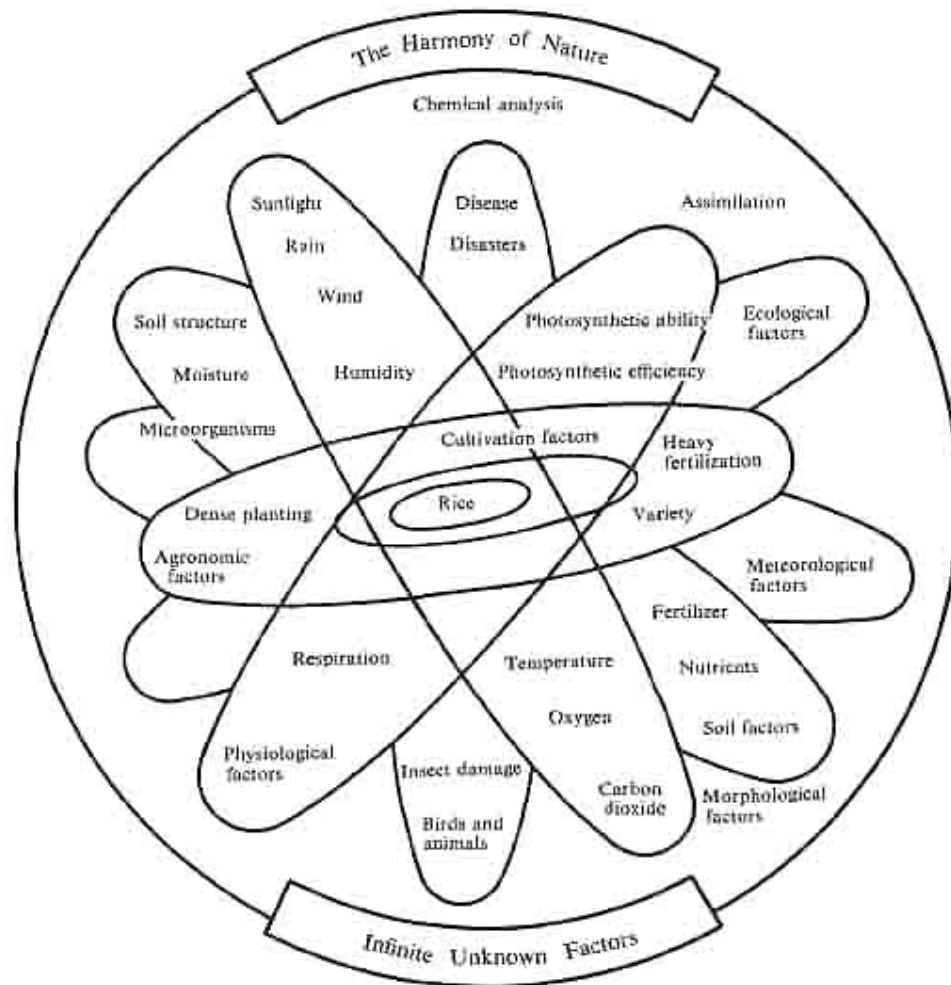 The Harmony of Nature
Chemical analysis
Sunlight
Rain
Wind
Humidity
Disease
Disasters
Assimilation
Soil structure
Moisture
Microorganisms
Photosynthetic ability
Photosynthetic efficiency
Ecological
factors
Cultivation factors
Heavy
fertilization
Rice
Dense planting
Variety
Agronomic
factors
Meteorological
factors
Fertilizer
Respiration
Temperature
Nutrients
Oxygen
Soil factors
Physiological
factors
Insect damage
Carbon
dioxide
Morphological
factors
Birds and
animals
Infinite Unknown Factors